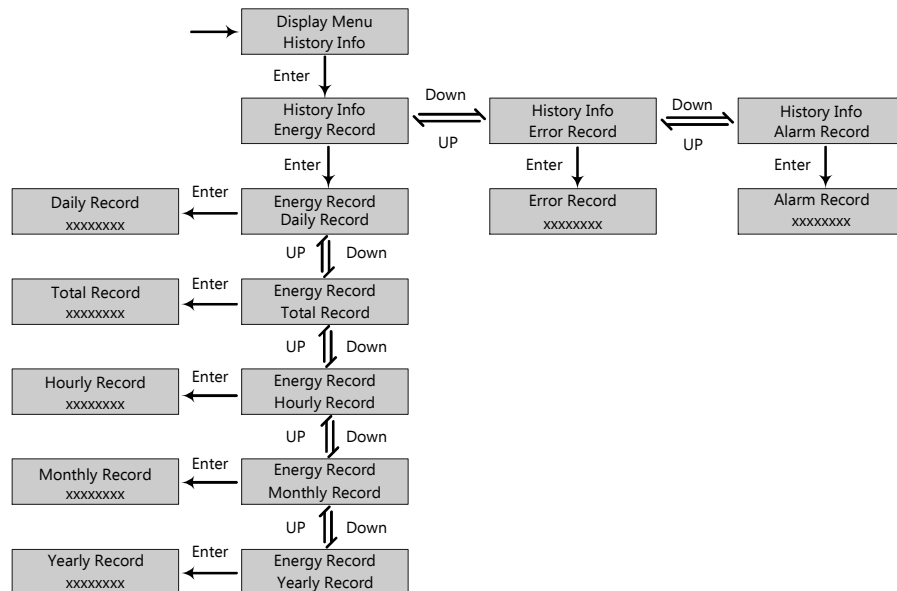 Display Menu
History Info
Enter
History Info
Energy Record
Down
UP
History Info
Error Record
Down
UP
History Info
Alarm Record
Enter
Enter
Enter
Daily Record
xxxxxxxx
Enter
Energy Record
Daily Record
Error Record
xxxxxxxx
Alarm Record
xxxxxxxx
UP
Down
Total Record
xxxxxxxx
Enter
Energy Record
Total Record
UP
Down
Hourly Record
xxxxxxxx
Enter
Energy Record
Hourly Record
UP
Down
Monthly Record
xxxxxxxx
Enter
Energy Record
Monthly Record
UP
Down
Yearly Record
xxxxxxxx
Enter
Energy Record
Yearly Record